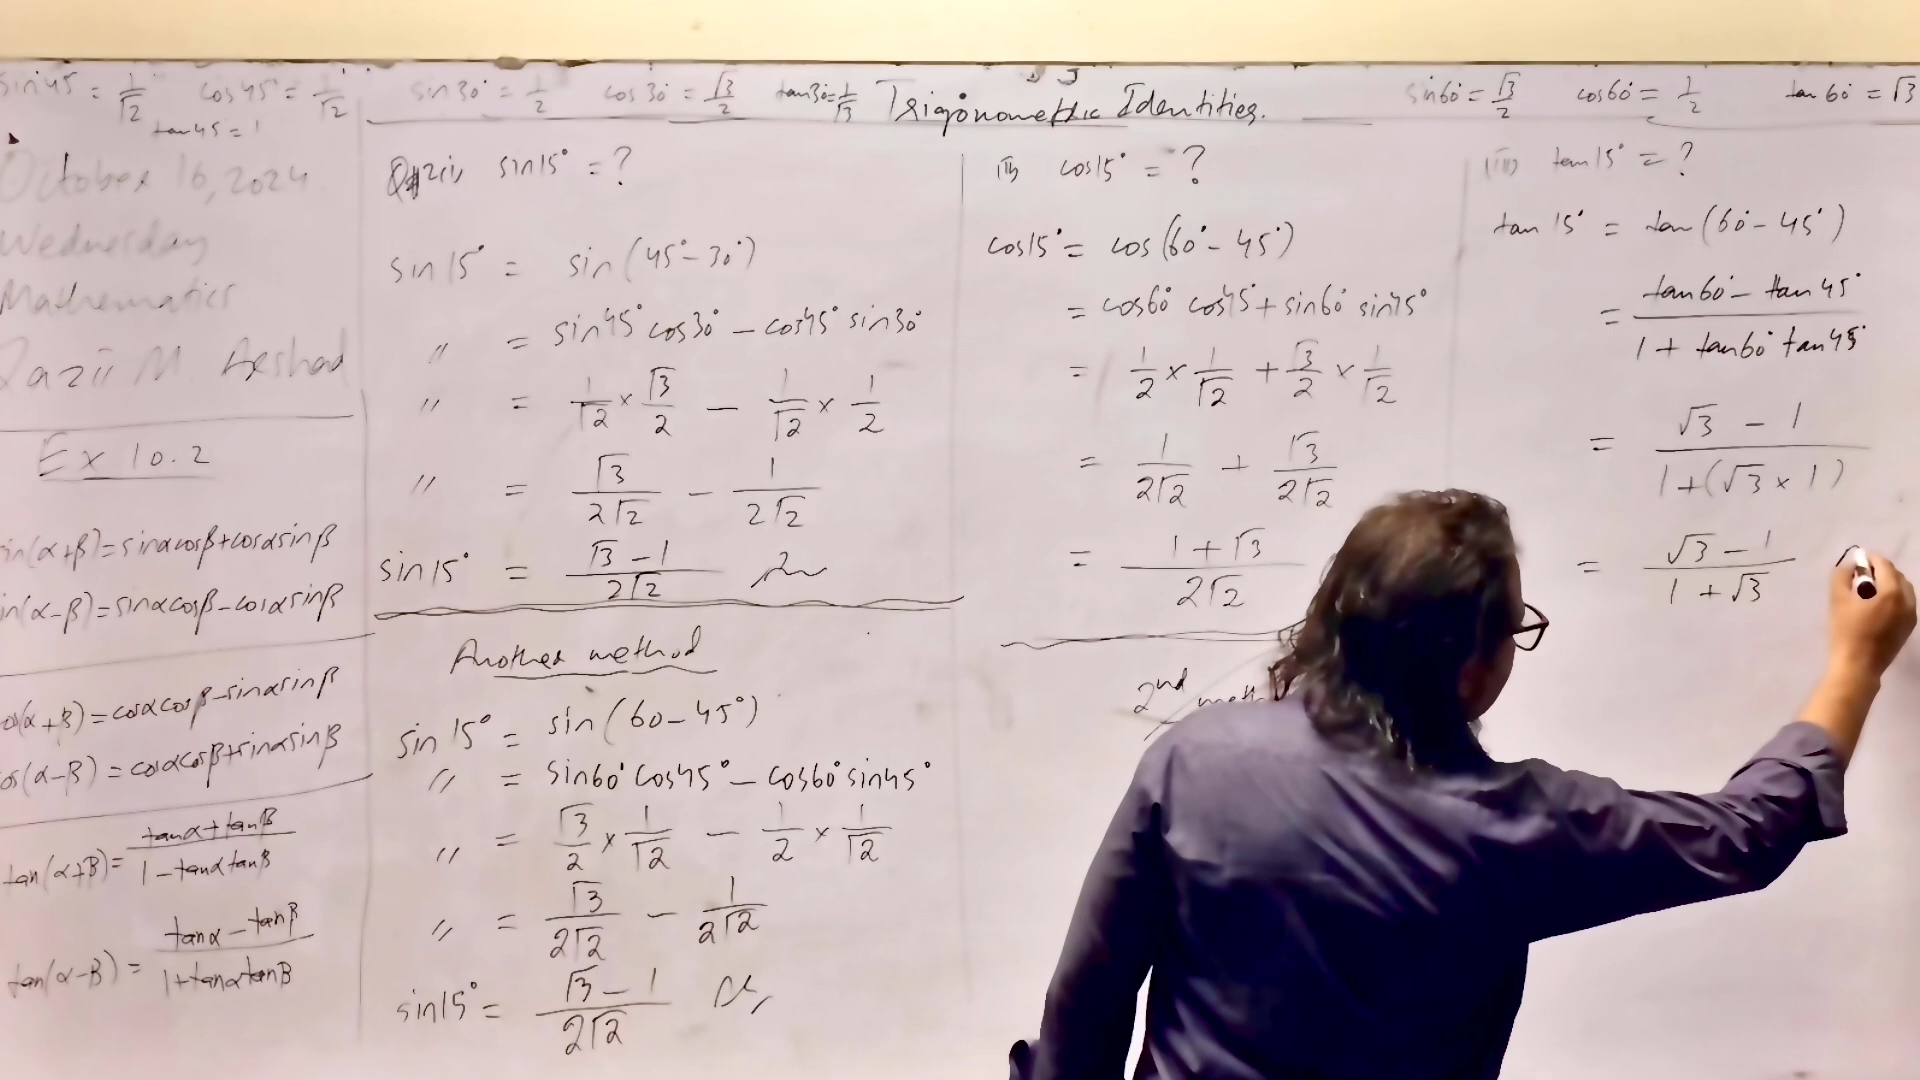 sin45 = 1/√2 cos45° = 1/√2 sin30° = 1/2 cos30° = √3/2 tan30° = 1/√3 Trigonometric Identities. sin60° = √3/2 cos60° = 1/2 tan60° = √3
tan45 = 1
October 16, 2024
Wednesday
Mathematics
Qazii M. Arshad
Ex 10.2
sin(α+β)=sinαcosβ+cosαsinβ
sin(α-β)=sinαcosβ-cosαsinβ
cos(α+β)=cosαcosβ-sinαsinβ
cos(α-β)=cosαcosβ+sinαsinβ
tan(α+β)= (tanα+tanβ)/(1-tanαtanβ)
tan(α-β)= (tanα-tanβ)/(1+tanαtanβ)
Q#2(i) sin15° = ?
sin15° = sin(45°-30°)
" = sin45° cos30° - cos45° sin30°
" = 1/√2 × √3/2 - 1/√2 × 1/2
" = √3/2√2 - 1/2√2
sin15° = (√3-1)/2√2
Another method
sin15° = sin(60-45°)
" = sin60° cos45° - cos60° sin45°
" = √3/2 × 1/√2 - 1/2 × 1/√2
" = √3/2√2 - 1/2√2
sin15° = (√3-1)/2√2
(ii) cos15° = ?
cos15° = cos(60°-45°)
= cos60° cos45° + sin60° sin45°
= 1/2 × 1/√2 + √3/2 × 1/√2
= 1/2√2 + √3/2√2
= (1+√3)/2√2
2nd
(iii) tan15° = ?
tan15° = tan(60°-45°)
= (tan60° - tan45°)/(1 + tan60° tan45°)
= (√3 - 1)/(1+(√3×1))
= (√3-1)/(1+√3)